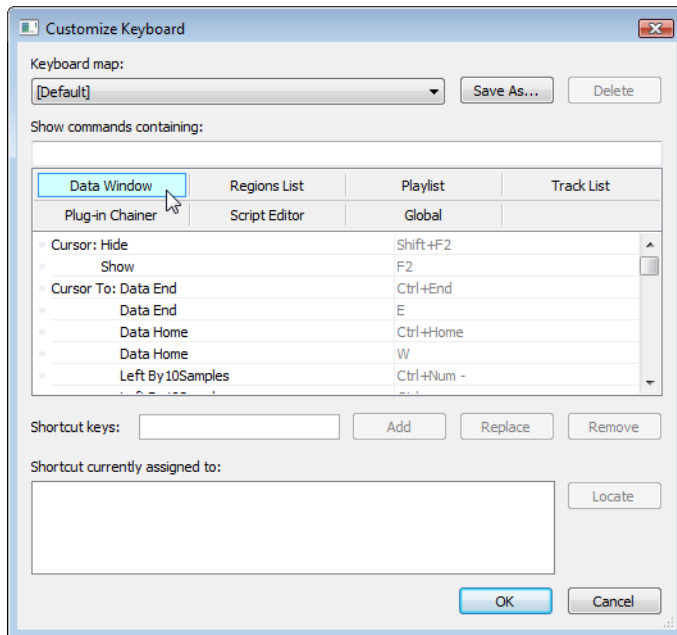 Customize Keyboard
Keyboard map:
[Default] Save As... Delete
Show commands containing:
Data Window Regions List Playlist Track List
Plug-in Chainer Script Editor Global
Cursor: Hide Shift+F2
Show F2
Cursor To: Data End Ctrl+End
Data End E
Data Home Ctrl+Home
Data Home W
Left By10Samples Ctrl+Num -
Shortcut keys: Add Replace Remove
Shortcut currently assigned to:
Locate
OK Cancel